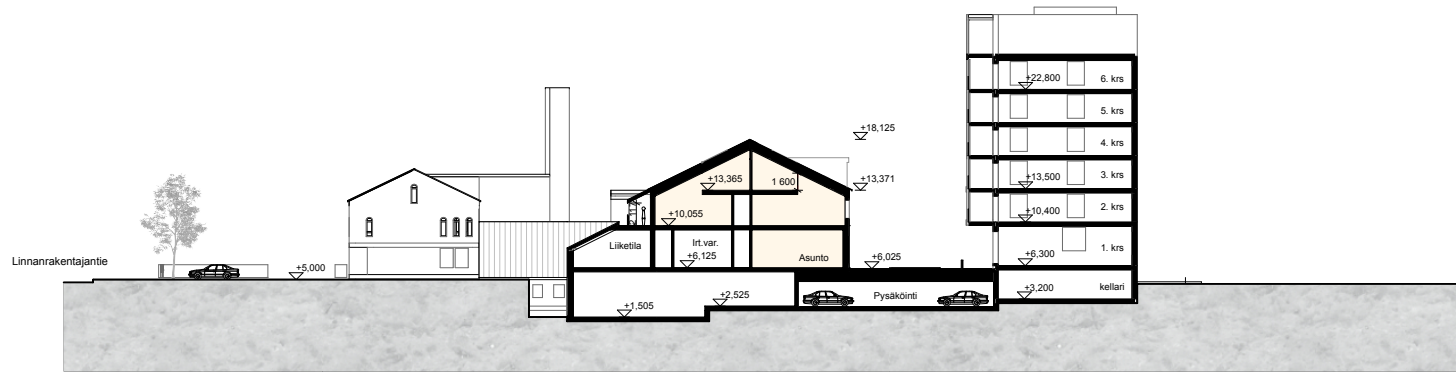 +22,800
6. krs
5. krs
+18,125
4. krs
+13,365
1 600
+13,371
+13,500
3. krs
+10,055
+10,400
2. krs
Liiketila
Irt.var.
+6,125
Asunto
+6,025
+6,300
1. krs
Linnanrakentajantie
+5,000
+3,200
kellari
+1,505
+2,525
Pysäköinti